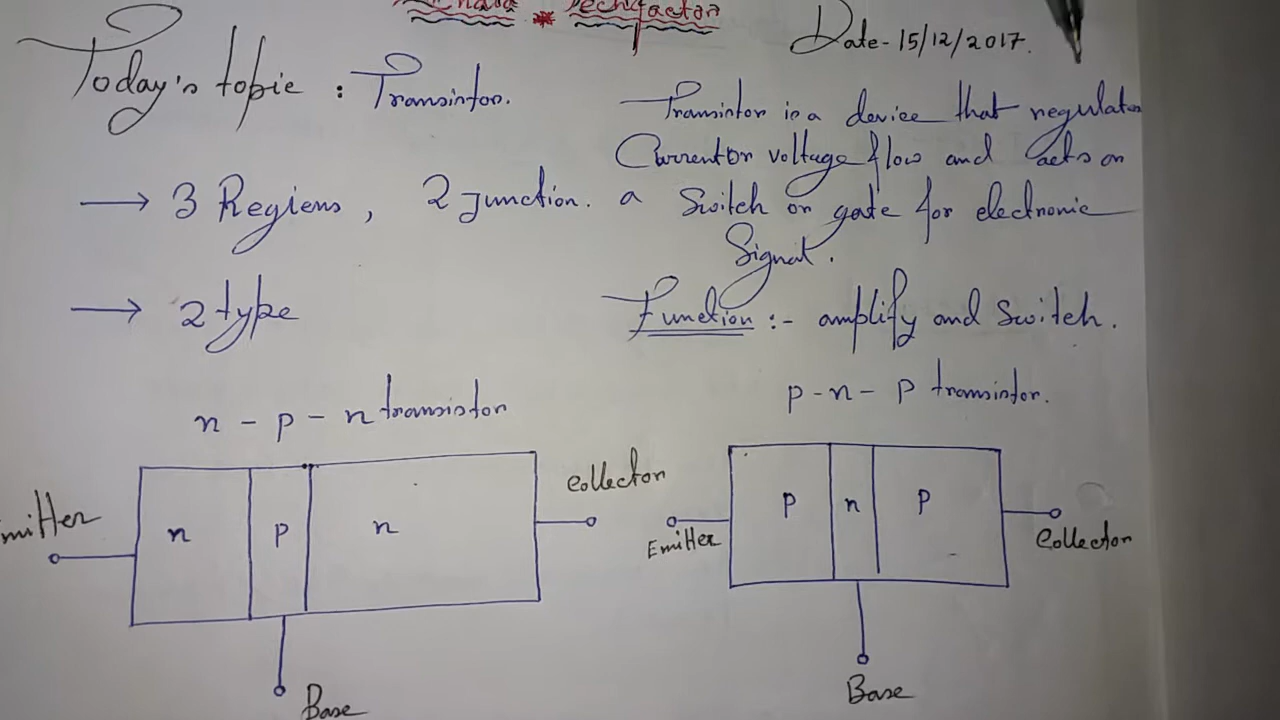 Date- 15/12/2017.
Today's topic : Transistor.
→ 3 Regions, 2 junction.
→ 2 type
Transistor is a device that regulates
Current or voltage flow and acts as
a Switch or gate for electronic
Signal.
Function :- amplify and Switch.
n - p - n transistor
Emitter
n
p
n
Collector
Base
p - n - p transistor.
Emitter
p
n
p
Collector
Base